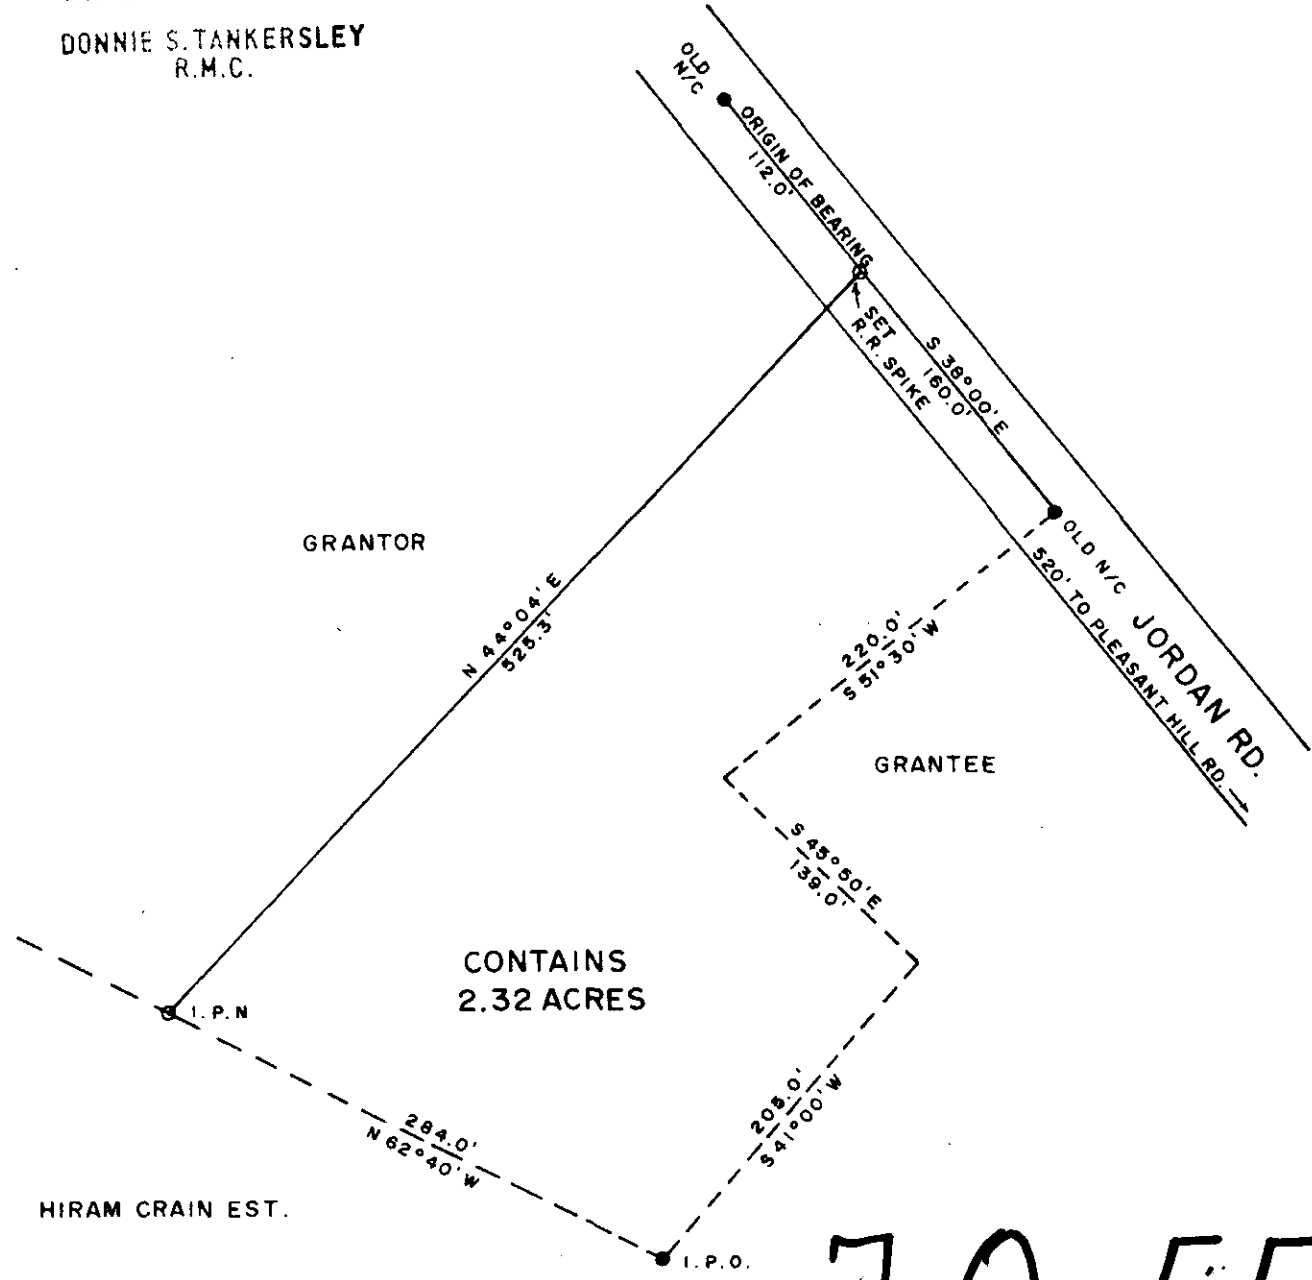 DONNIE S. TANKERSLEY
R.M.C.
OLD
N/C
ORIGIN OF BEARING
112.0'
SET
R.R. SPIKE
S 38°00' E
160.0'
OLD N/C
JORDAN RD.
520' TO PLEASANT HILL RD.
GRANTOR
N 44°04' E
525.3'
220.0'
S 51°30' W
GRANTEE
S 45°50' E
139.0'
CONTAINS
2.32 ACRES
I.P.N
205.0'
S 41°00' W
284.0'
N 62°40' W
HIRAM CRAIN EST.
I.P.O.